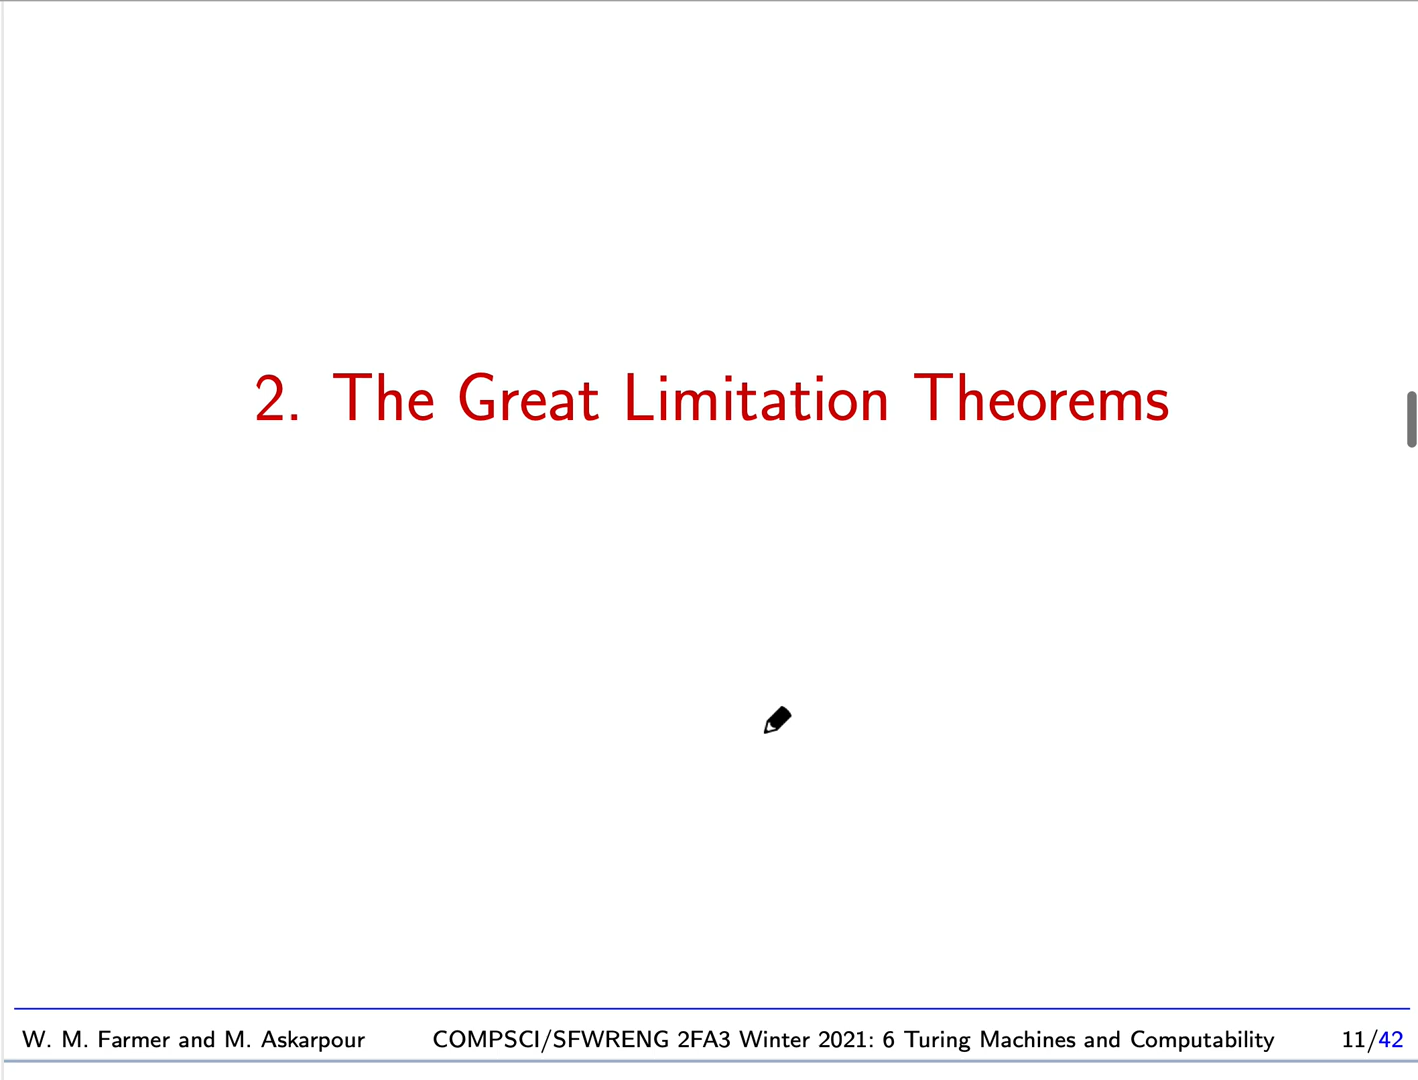 2. The Great Limitation Theorems
W. M. Farmer and M. Askarpour COMPSCI/SFWRENG 2FA3 Winter 2021: 6 Turing Machines and Computability 11/42